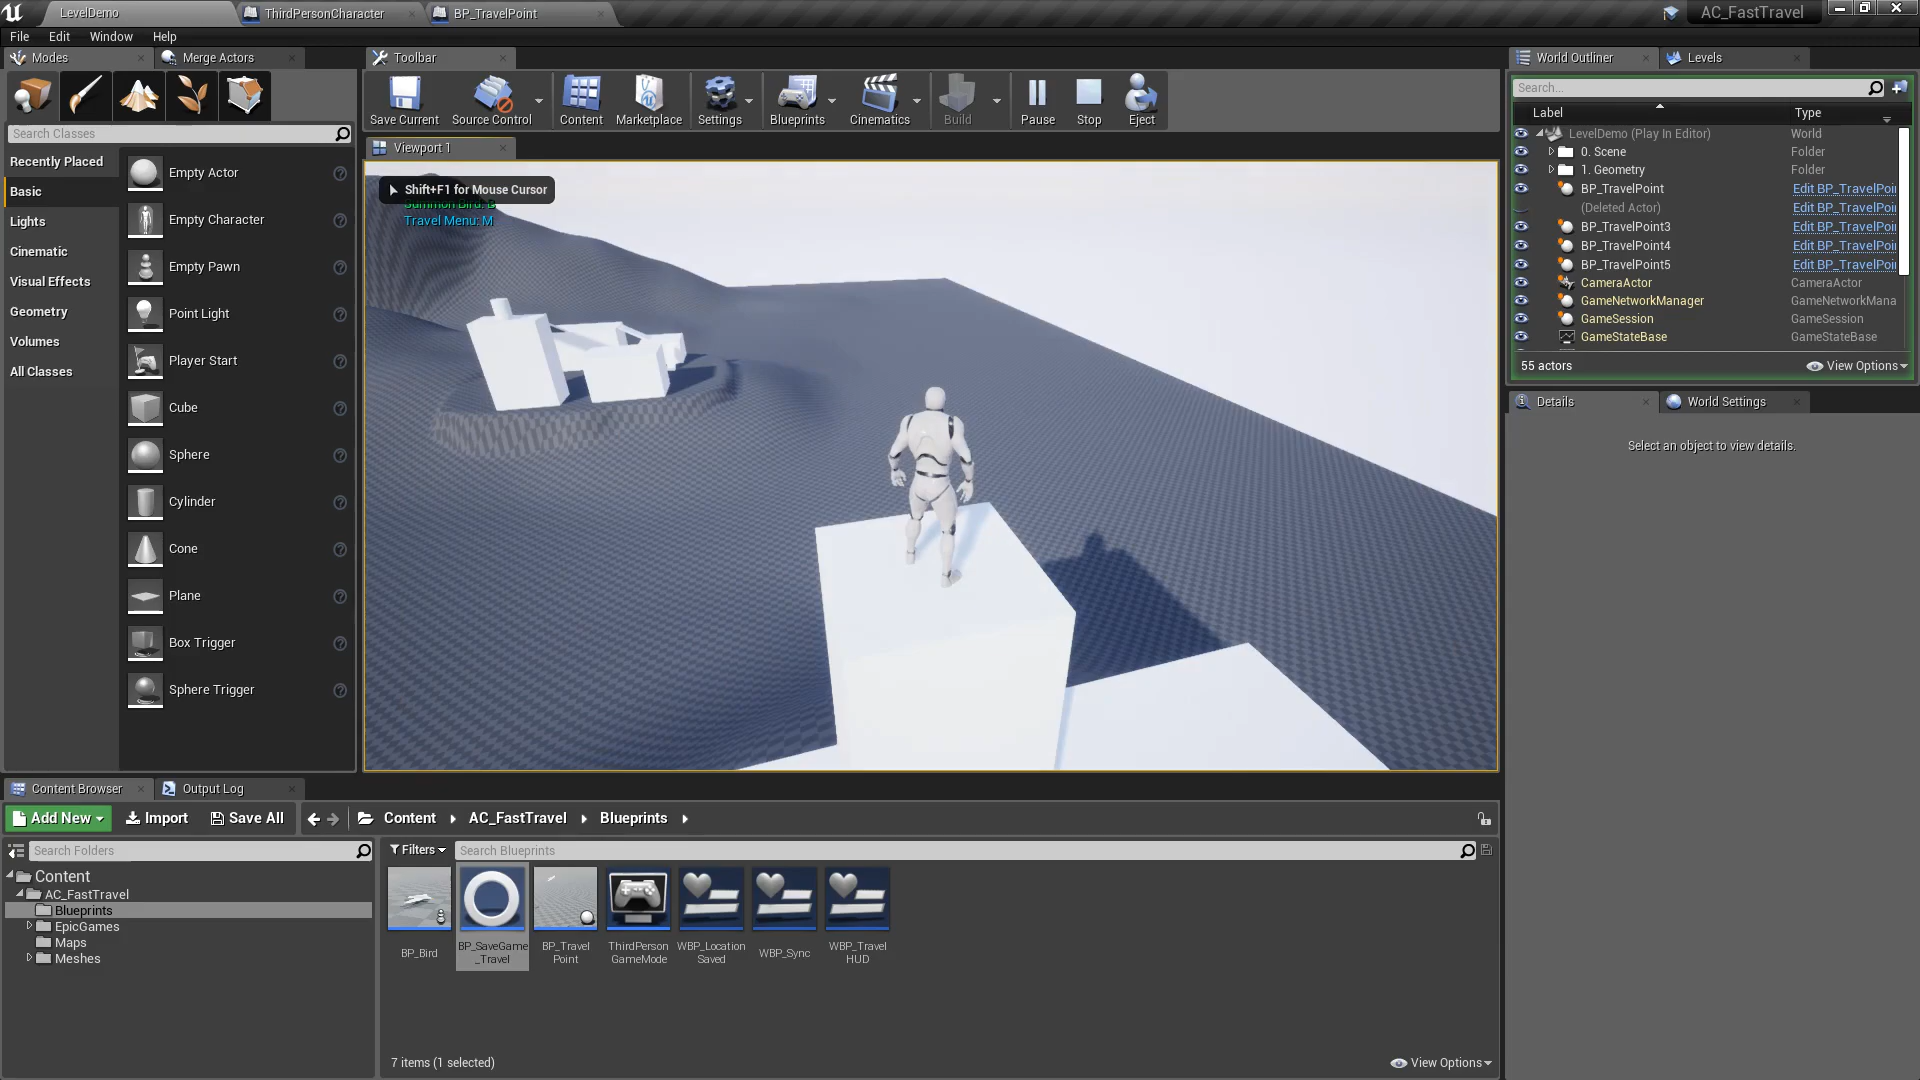 LevelDemo
ThirdPersonCharacter
BP_TravelPoint
AC_FastTravel
File Edit Window Help
Modes
Merge Actors
Toolbar
World Outliner
Levels
Save Current
Source Control
Content
Marketplace
Settings
Blueprints
Cinematics
Build
Pause
Stop
Eject
Search...
Label Type
Search Classes
Viewport 1
Recently Placed
Basic
Lights
Cinematic
Visual Effects
Geometry
Volumes
All Classes
Empty Actor
Empty Character
Empty Pawn
Point Light
Player Start
Cube
Sphere
Cylinder
Cone
Plane
Box Trigger
Sphere Trigger
Shift+F1 for Mouse Cursor
Summon Bird: B
Travel Menu: M
LevelDemo (Play In Editor) World
0. Scene Folder
1. Geometry Folder
BP_TravelPoint Edit BP_TravelPoi
(Deleted Actor) Edit BP_TravelPoi
BP_TravelPoint3 Edit BP_TravelPoi
BP_TravelPoint4 Edit BP_TravelPoi
BP_TravelPoint5 Edit BP_TravelPoi
CameraActor CameraActor
GameNetworkManager GameNetworkMana
GameSession GameSession
GameStateBase GameStateBase
55 actors
View Options
Details
World Settings
Select an object to view details.
Content Browser
Output Log
Add New
Import
Save All
Content
AC_FastTravel
Blueprints
Search Folders
Filters
Search Blueprints
Content
AC_FastTravel
Blueprints
EpicGames
Maps
Meshes
BP_Bird
BP_SaveGame
_Travel
BP_Travel
Point
ThirdPerson
GameMode
WBP_Location
Saved
WBP_Sync
WBP_Travel
HUD
7 items (1 selected)
View Options